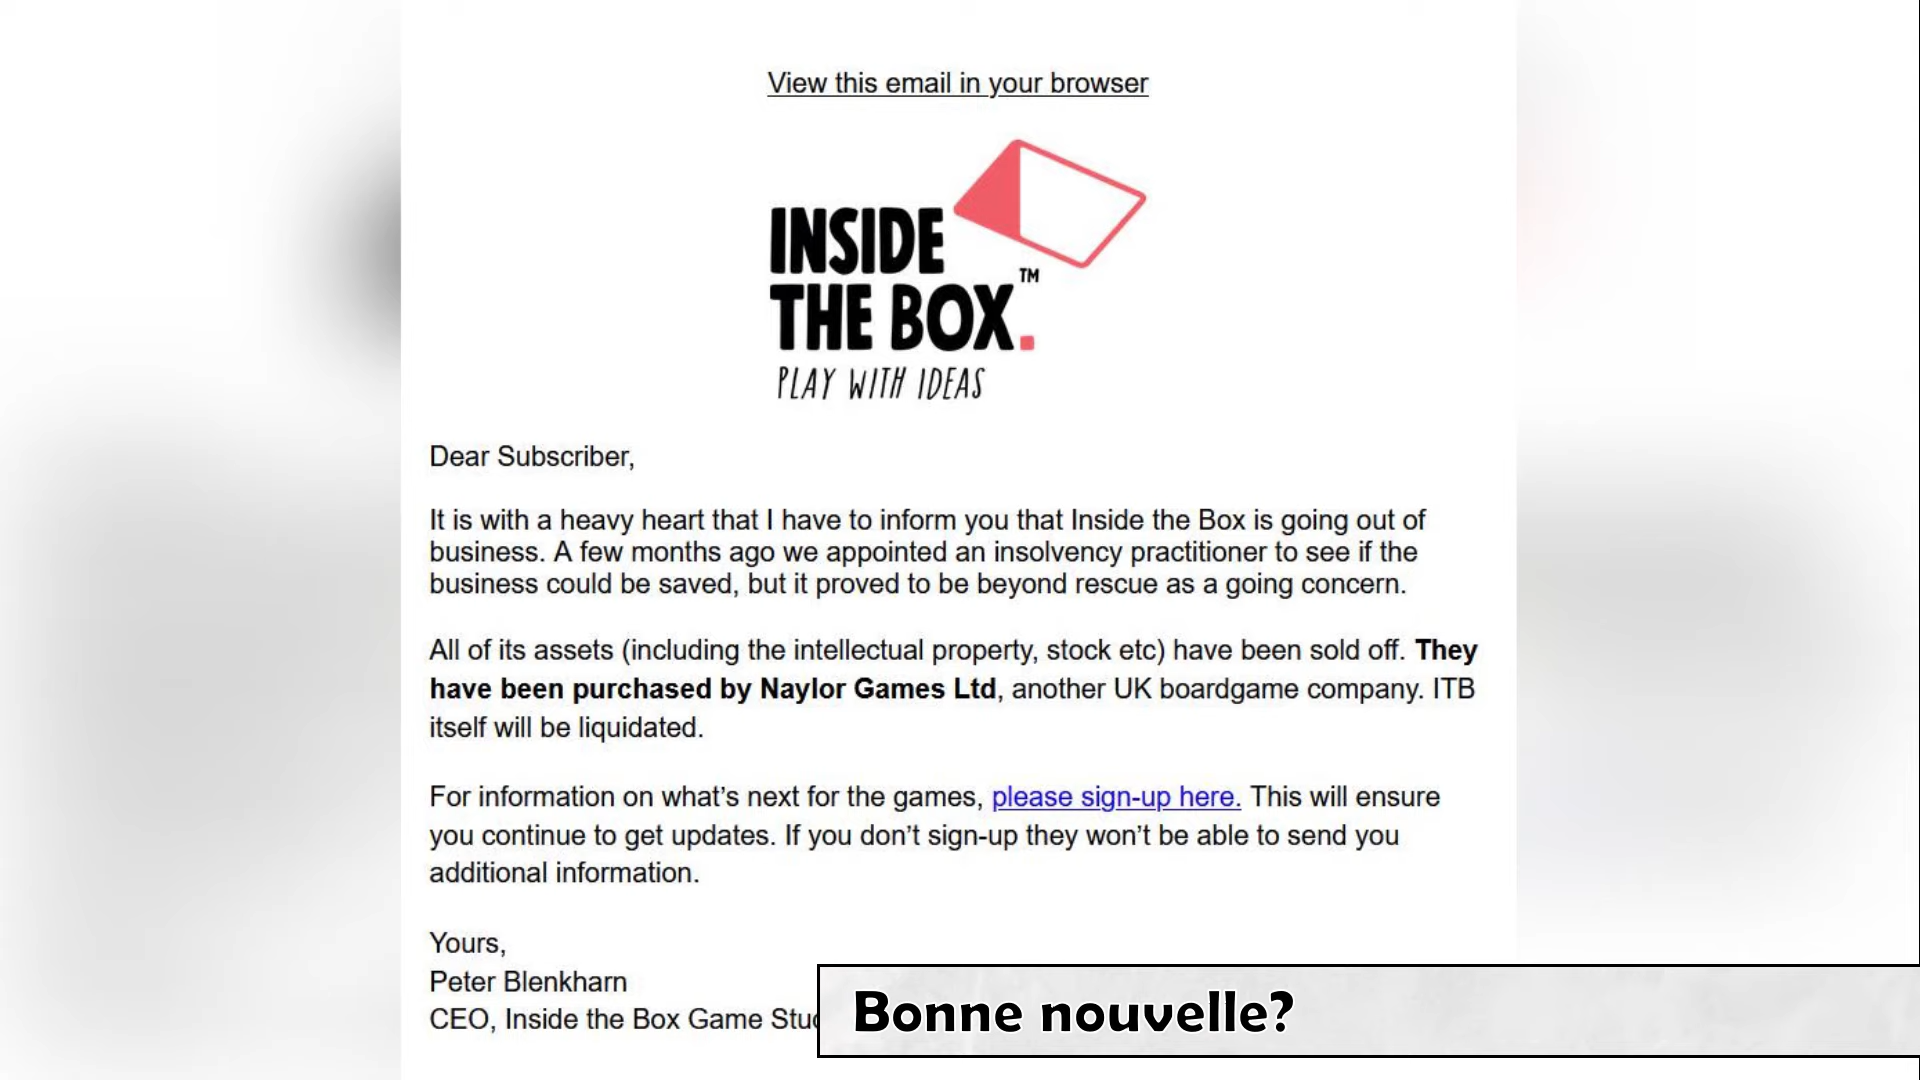 View this email in your browser
INSIDE
THE BOX.™
PLAY WITH IDEAS
Dear Subscriber,
It is with a heavy heart that I have to inform you that Inside the Box is going out of
business. A few months ago we appointed an insolvency practitioner to see if the
business could be saved, but it proved to be beyond rescue as a going concern.
All of its assets (including the intellectual property, stock etc) have been sold off. They
have been purchased by Naylor Games Ltd, another UK boardgame company. ITB
itself will be liquidated.
For information on what’s next for the games, please sign-up here. This will ensure
you continue to get updates. If you don’t sign-up they won’t be able to send you
additional information.
Yours,
Peter Blenkharn
CEO, Inside the Box Game
Bonne nouvelle?